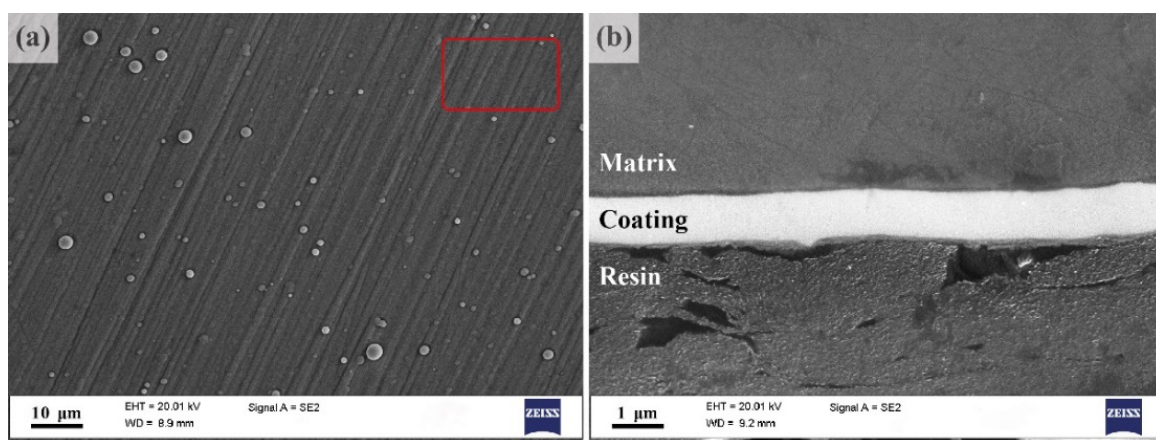 (a)
10 μm
EHT = 20.01 kV
WD = 8.9 mm
Signal A = SE2
ZEISS
(b)
Matrix
Coating
Resin
1 μm
EHT = 20.01 kV
WD = 9.2 mm
Signal A = SE2
ZEISS